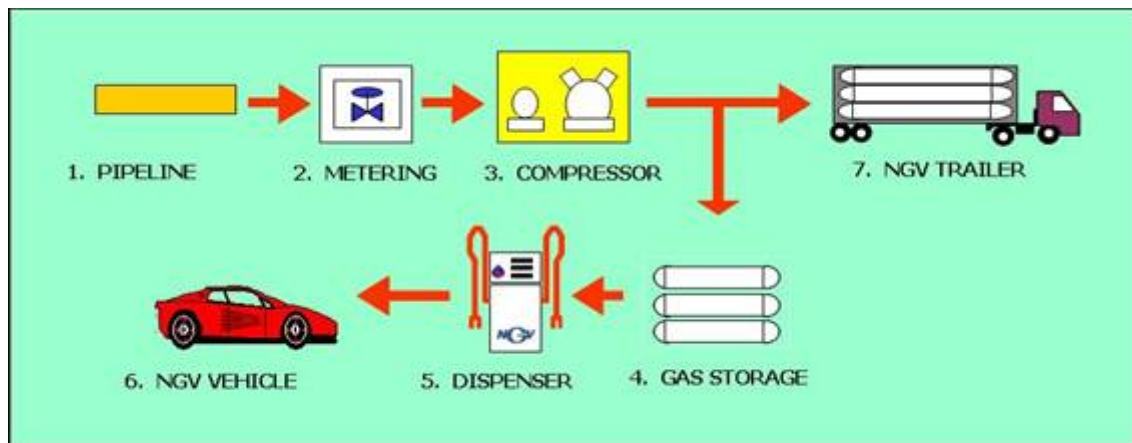 1. PIPELINE
2. METERING
3. COMPRESSOR
7. NGV TRAILER
NGV
6. NGV VEHICLE
5. DISPENSER
4. GAS STORAGE